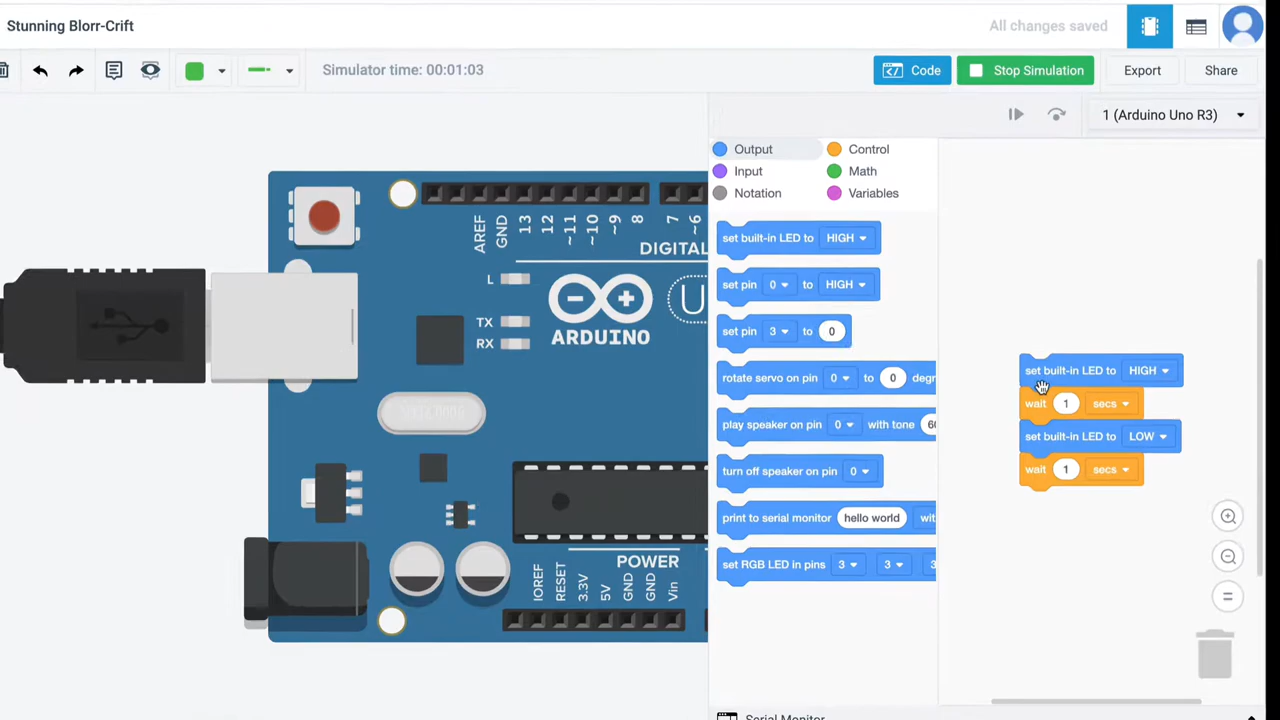 Stunning Blorr-Crift
All changes saved
Simulator time: 00:01:03
Code
Stop Simulation
Export
Share
1 (Arduino Uno R3)
Output
Control
Input
Math
Notation
Variables
set built-in LED to HIGH
set pin 0 to HIGH
set pin 3 to 0
rotate servo on pin 0 to 0 degr
play speaker on pin 0 with tone 60
turn off speaker on pin 0
print to serial monitor hello world wit
set RGB LED in pins 3 3 3
set built-in LED to HIGH
wait 1 secs
set built-in LED to LOW
wait 1 secs
AREF
GND
13
12
~11
~10
~9
8
7
~6
DIGITAL
L
TX
RX
ARDUINO
U
POWER
IOREF
RESET
3.3V
5V
GND
GND
Vin
Serial Monitor